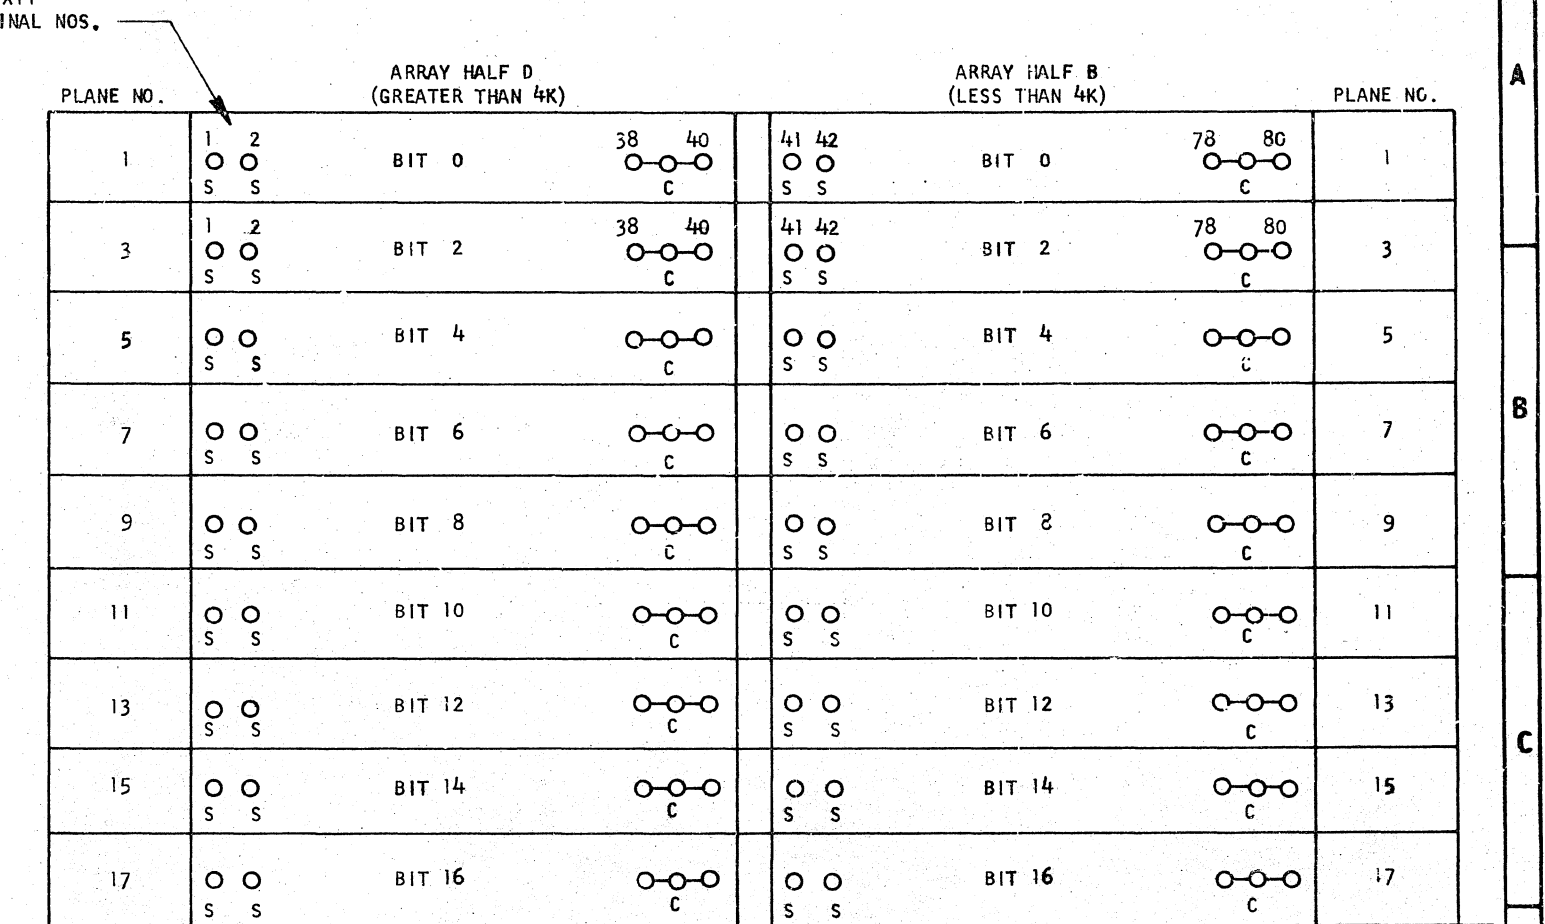 INAL NOS.
ARRAY HALF D ARRAY HALF B A
PLANE NO. (GREATER THAN 4K) (LESS THAN 4K) PLANE NO.
1 2 38 40 41 42 78 80
1 BIT 0 BIT 0 1
S S C S S C
1 2 38 40 41 42 78 80
3 BIT 2 BIT 2 3
S S C S S C
5 BIT 4 BIT 4 5
S S C S S C
B
7 BIT 6 BIT 6 7
S S C S S C
9 BIT 8 BIT 8 9
S S C S S C
11 BIT 10 BIT 10 11
S S C S S C
13 BIT 12 BIT 12 13
S S C S S C
C
15 BIT 14 BIT 14 15
S S C S S C
17 BIT 16 BIT 16 17
S S C S S C